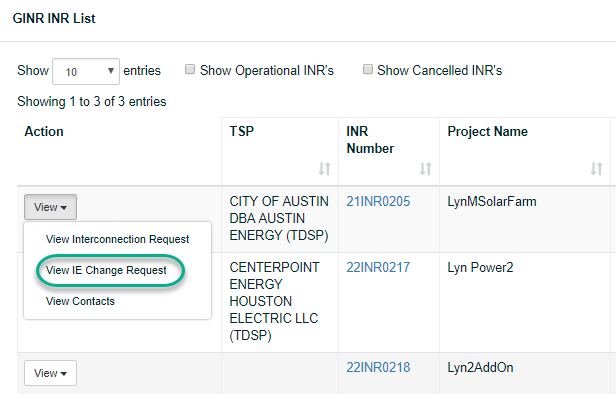 GINR INR List
Show 10 entries Show Operational INR's Show Cancelled INR's
Showing 1 to 3 of 3 entries
Action TSP INR Number Project Name
View
CITY OF AUSTIN
DBA AUSTIN
ENERGY (TDSP)
21INR0205
LynMSolarFarm
View Interconnection Request
View IE Change Request
View Contacts
CENTERPOINT
ENERGY
HOUSTON
ELECTRIC LLC
(TDSP)
22INR0217
Lyn Power2
View
22INR0218
Lyn2AddOn